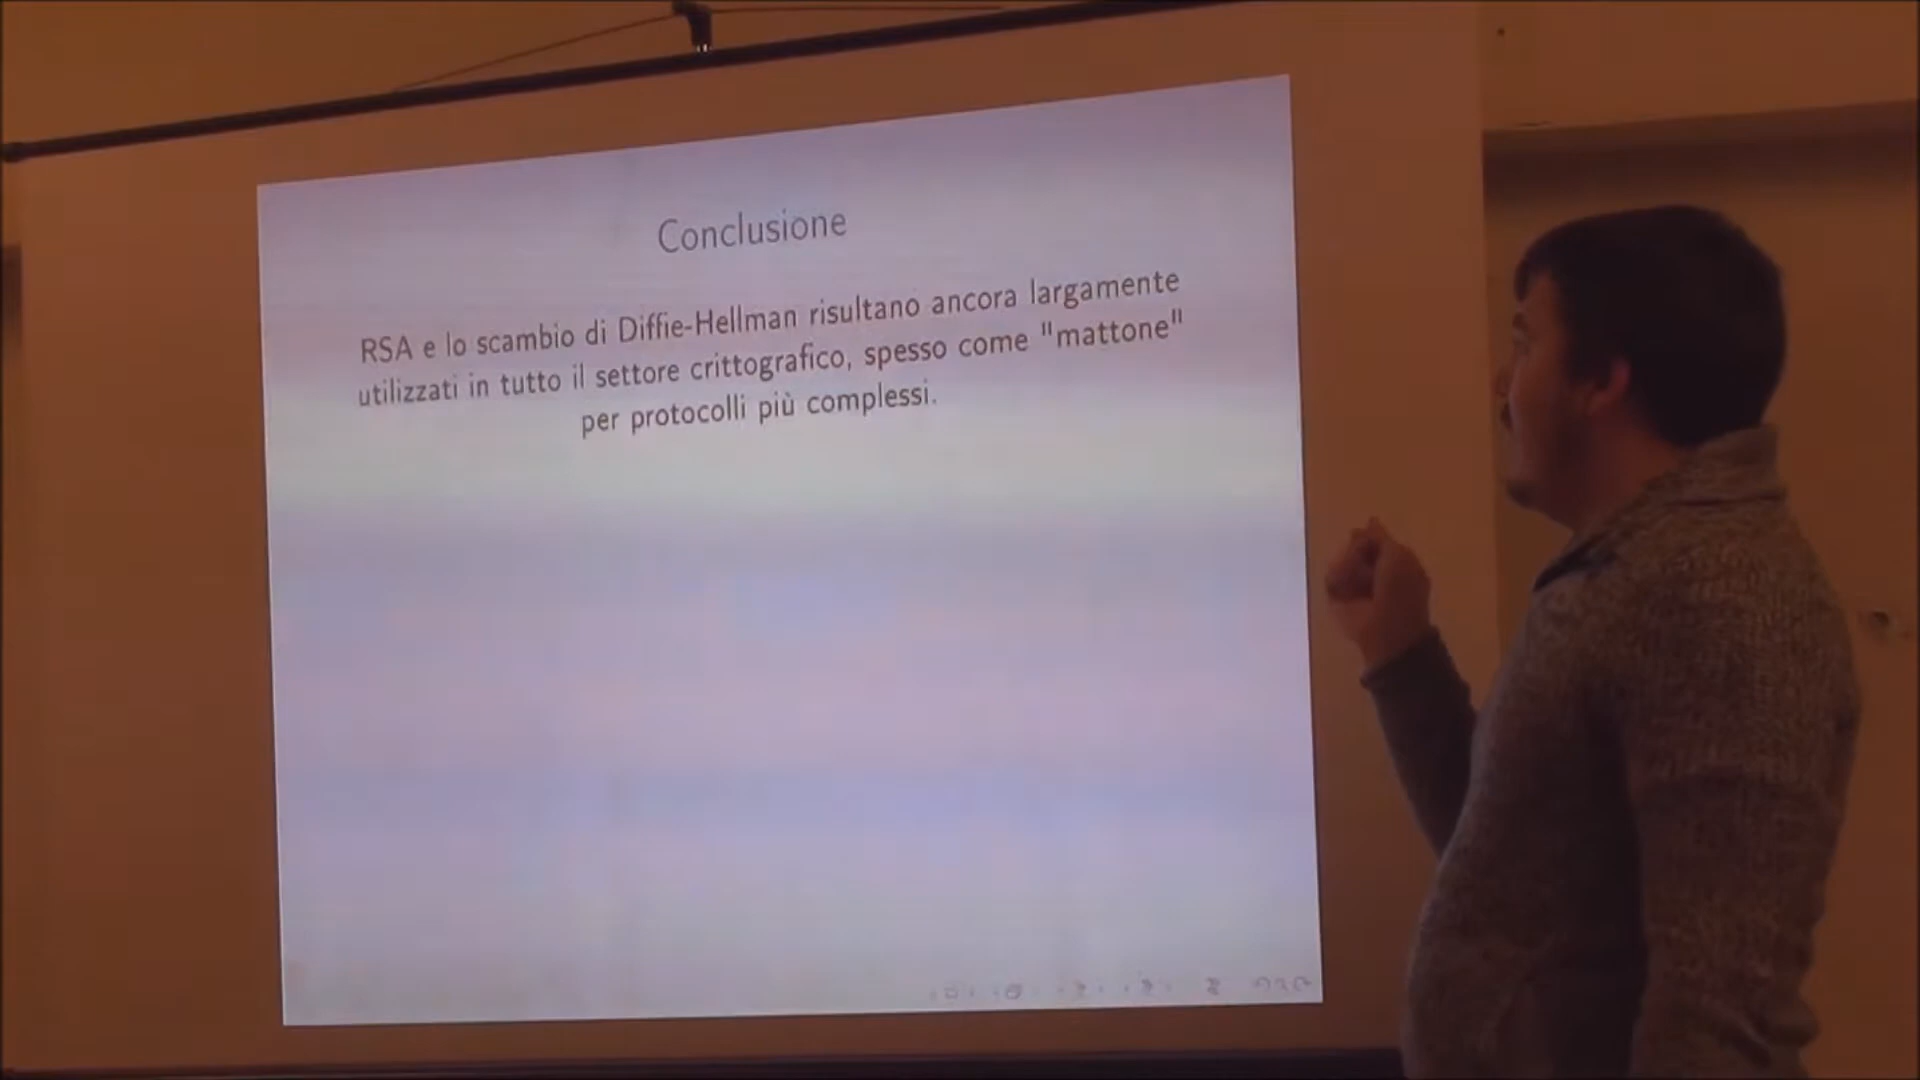 Conclusione
RSA e lo scambio di Diffie-Hellman risultano ancora largamente
utilizzati in tutto il settore crittografico, spesso come "mattone"
per protocolli più complessi.